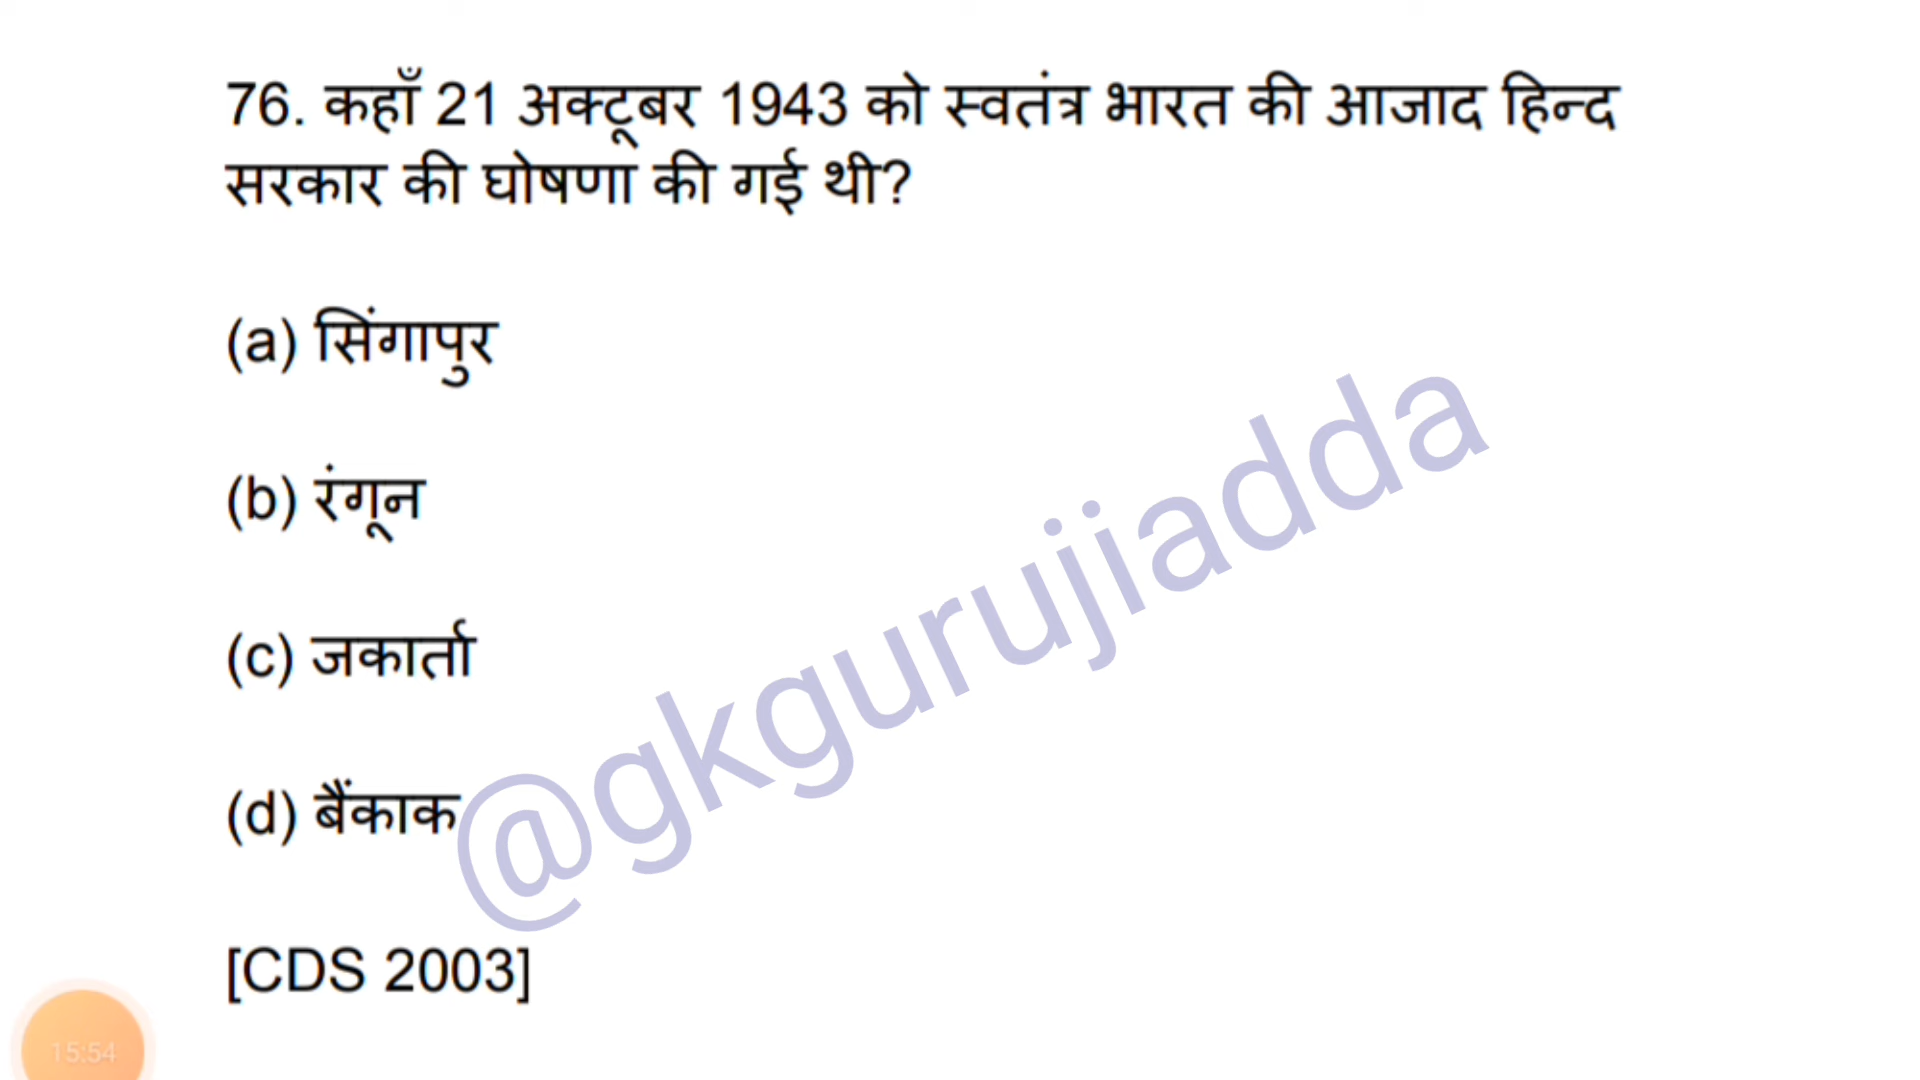 76. कहाँ 21 अक्टूबर 1943 को स्वतंत्र भारत की आजाद हिन्द
सरकार की घोषणा की गई थी?
(a) सिंगापुर
(b) रंगून
(c) जकार्ता
(d) बैंकाक
@gkgurujiadda
[CDS 2003]
15:54